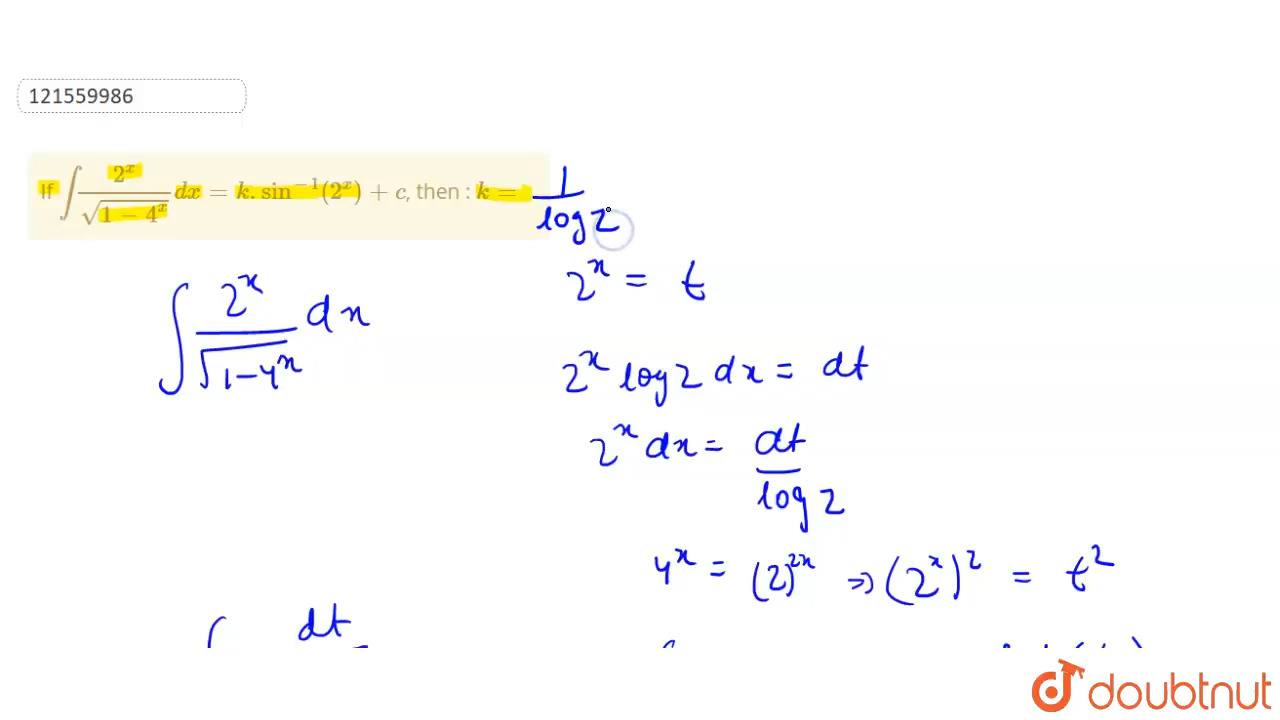 121559986
If ∫ 2^x / √(1 − 4^x) dx = k. sin^−1(2^x) + c, then : k = 1 / log 2
∫ 2^x / √(1-4^x) dx
2^x = t
2^x log 2 dx = dt
2^x dx = dt / log 2
4^x = (2)^2x ⇒ (2^x)^2 = t^2
dt
doubtnut